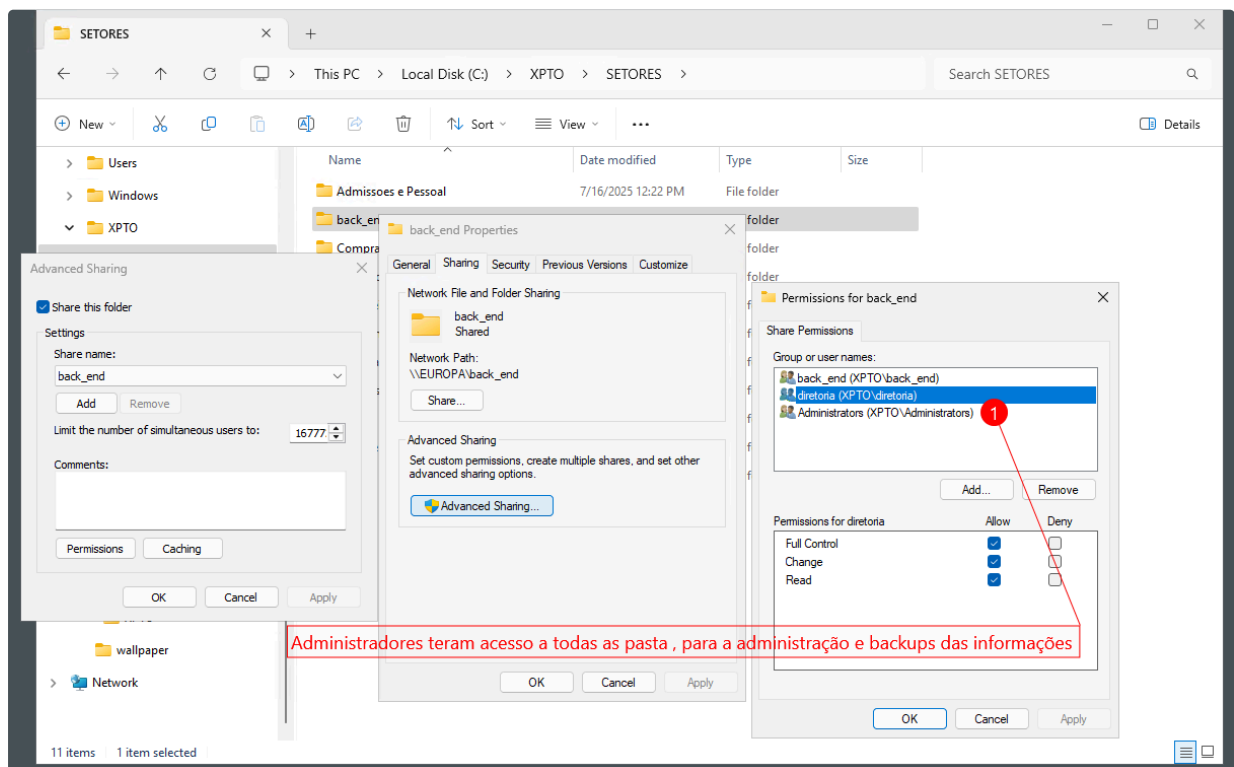 SETORES
This PC > Local Disk (C:) > XPTO > SETORES >
Search SETORES
New
Sort
View
...
Details
Users
Windows
XPTO
wallpaper
Network
Name Date modified Type Size
Admissoes e Pessoal 7/16/2025 12:22 PM File folder
back_en folder
Compra folder
folder
Advanced Sharing
Share this folder
Settings
Share name:
back_end
Add Remove
Limit the number of simultaneous users to: 16777
Comments:
Permissions Caching
OK Cancel Apply
back_end Properties
General Sharing Security Previous Versions Customize
Network File and Folder Sharing
back_end
Shared
Network Path:
\\EUROPA\back_end
Share...
Advanced Sharing
Set custom permissions, create multiple shares, and set other
advanced sharing options.
Advanced Sharing...
OK Cancel Apply
Permissions for back_end
Share Permissions
Group or user names:
back_end (XPTO\back_end)
diretoria (XPTO\diretoria)
Administrators (XPTO\Administrators) 1
Add... Remove
Permissions for diretoria Allow Deny
Full Control
Change
Read
OK Cancel Apply
Administradores teram acesso a todas as pasta , para a administração e backups das informações
11 items 1 item selected